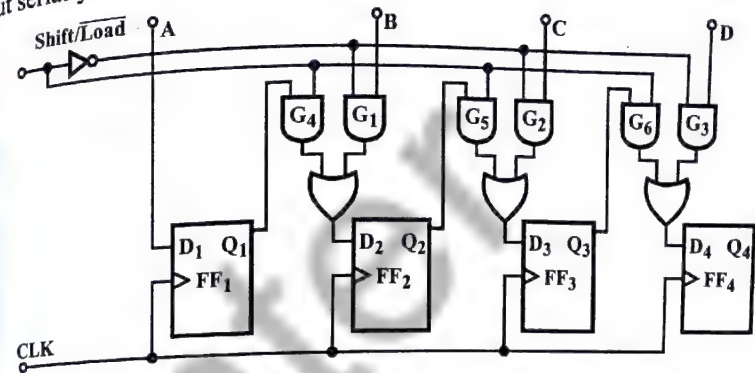 Shift/Load
A
B
C
D
G4 G1 G5 G2 G6 G3
D1 Q1 D2 Q2 D3 Q3 D4 Q4
FF1 FF2 FF3 FF4
CLK